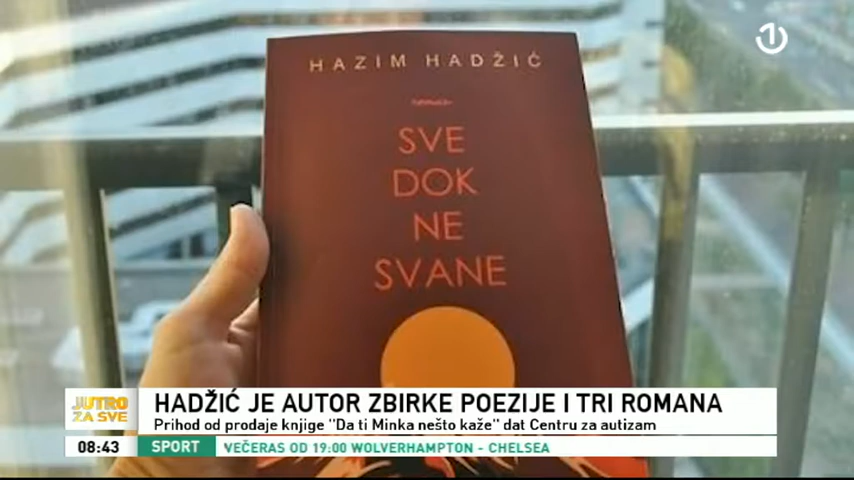 HAZIM HADŽIĆ
SVE
DOK
NE
SVANE
1
JUTRO
ZA SVE
HADŽIĆ JE AUTOR ZBIRKE POEZIJE I TRI ROMANA
Prihod od prodaje knjige "Da ti Minka nešto kaže" dat Centru za autizam
08:43
SPORT
VEČERAS OD 19:00 WOLVERHAMPTON - CHELSEA